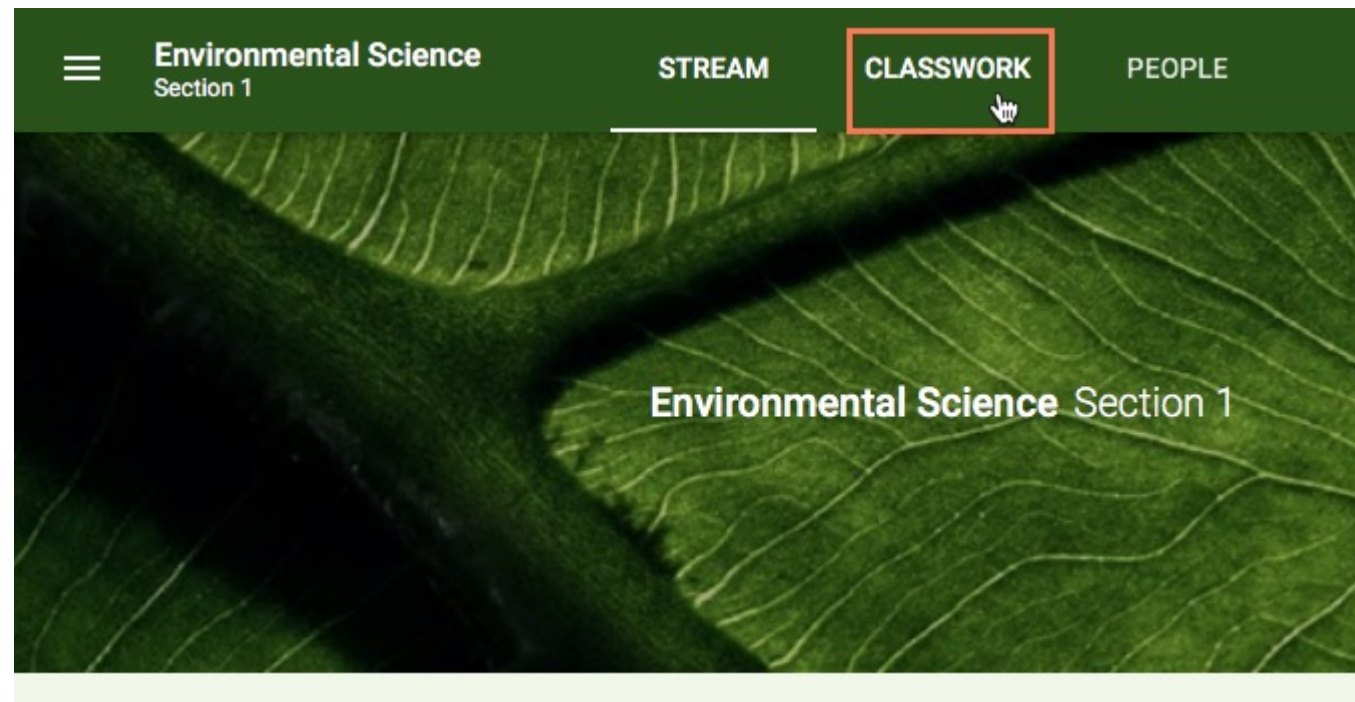 Environmental Science
Section 1
STREAM
CLASSWORK
PEOPLE
Environmental Science Section 1